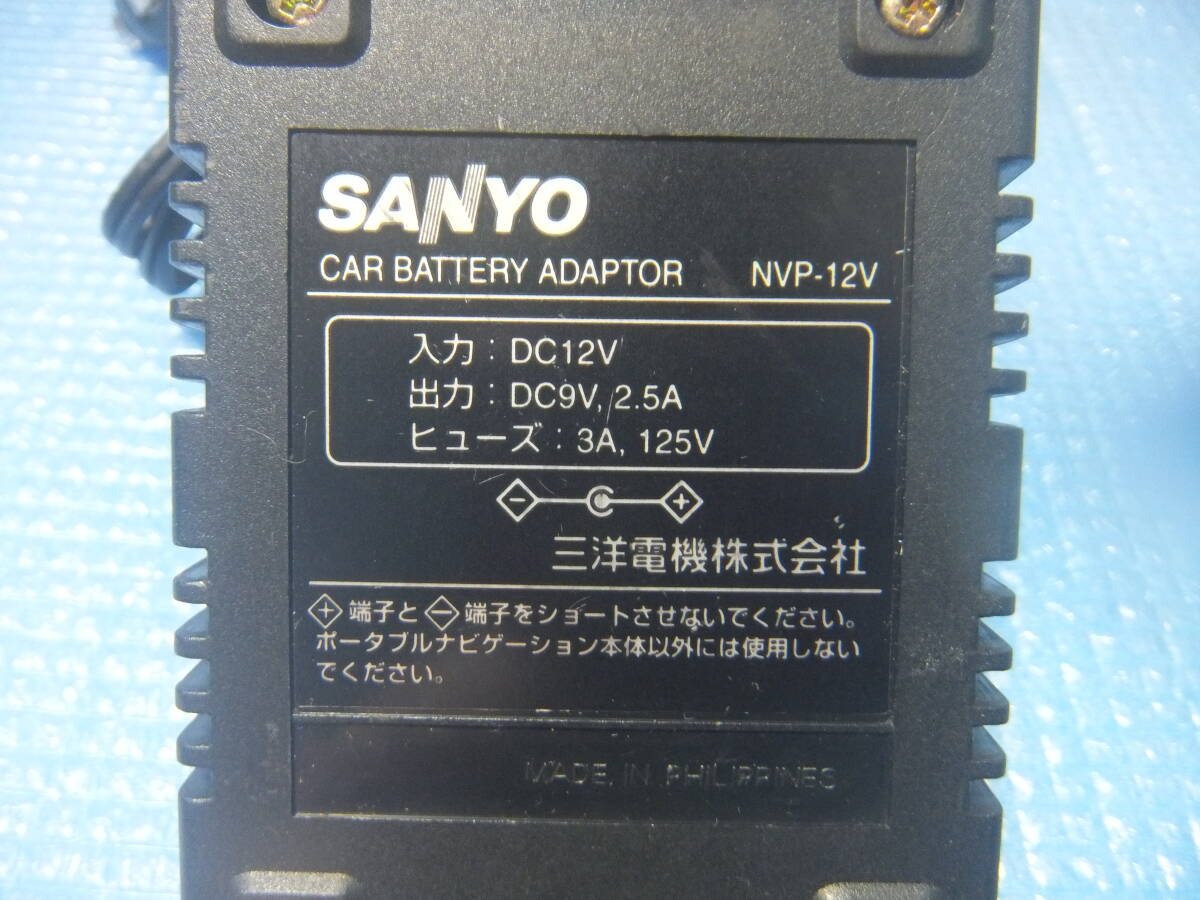 SANYO
CAR BATTERY ADAPTOR NVP-12V
入力：DC12V
出力：DC9V, 2.5A
ヒューズ：3A, 125V
三洋電機株式会社
端子と端子をショートさせないでください。
ポータブルナビゲーション本体以外には使用しない
でください。
MADE IN PHILIPPINES